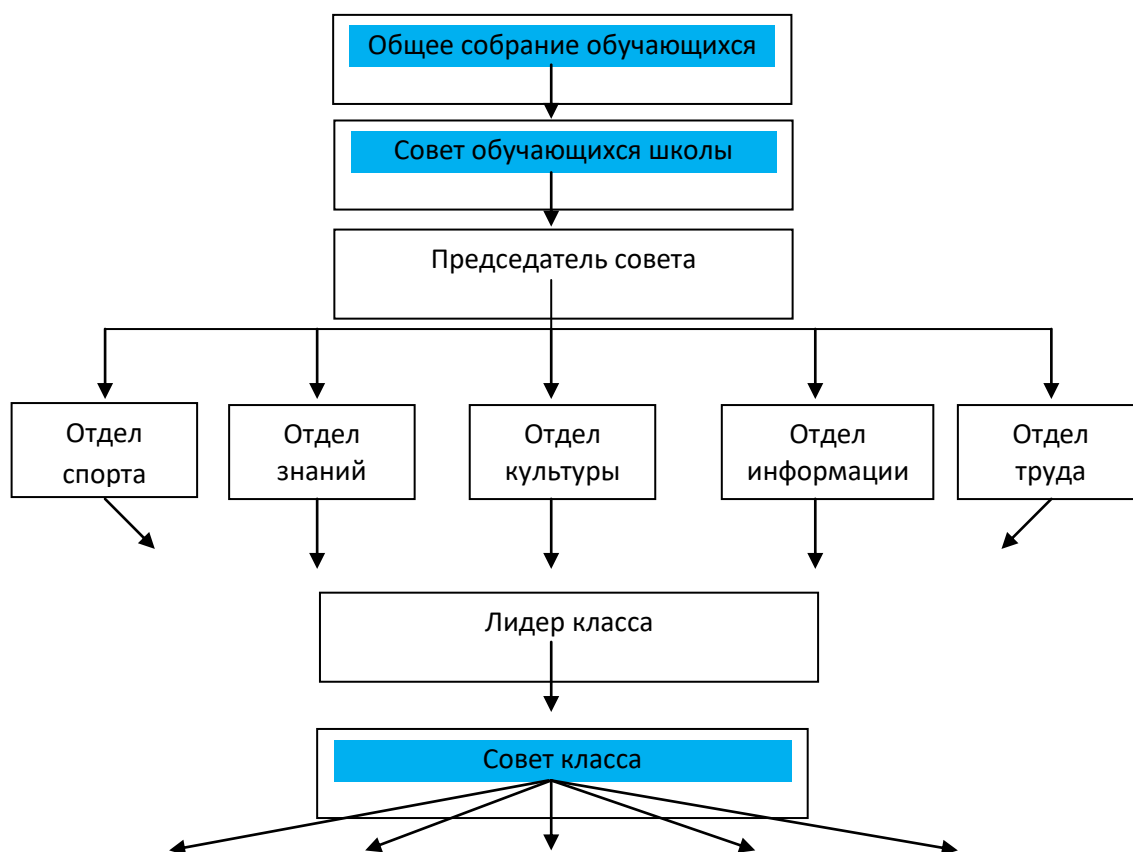 Общее собрание обучающихся
Совет обучающихся школы
Председатель совета
Отдел
спорта
Отдел
знаний
Отдел
культуры
Отдел
информации
Отдел
труда
Лидер класса
Совет класса